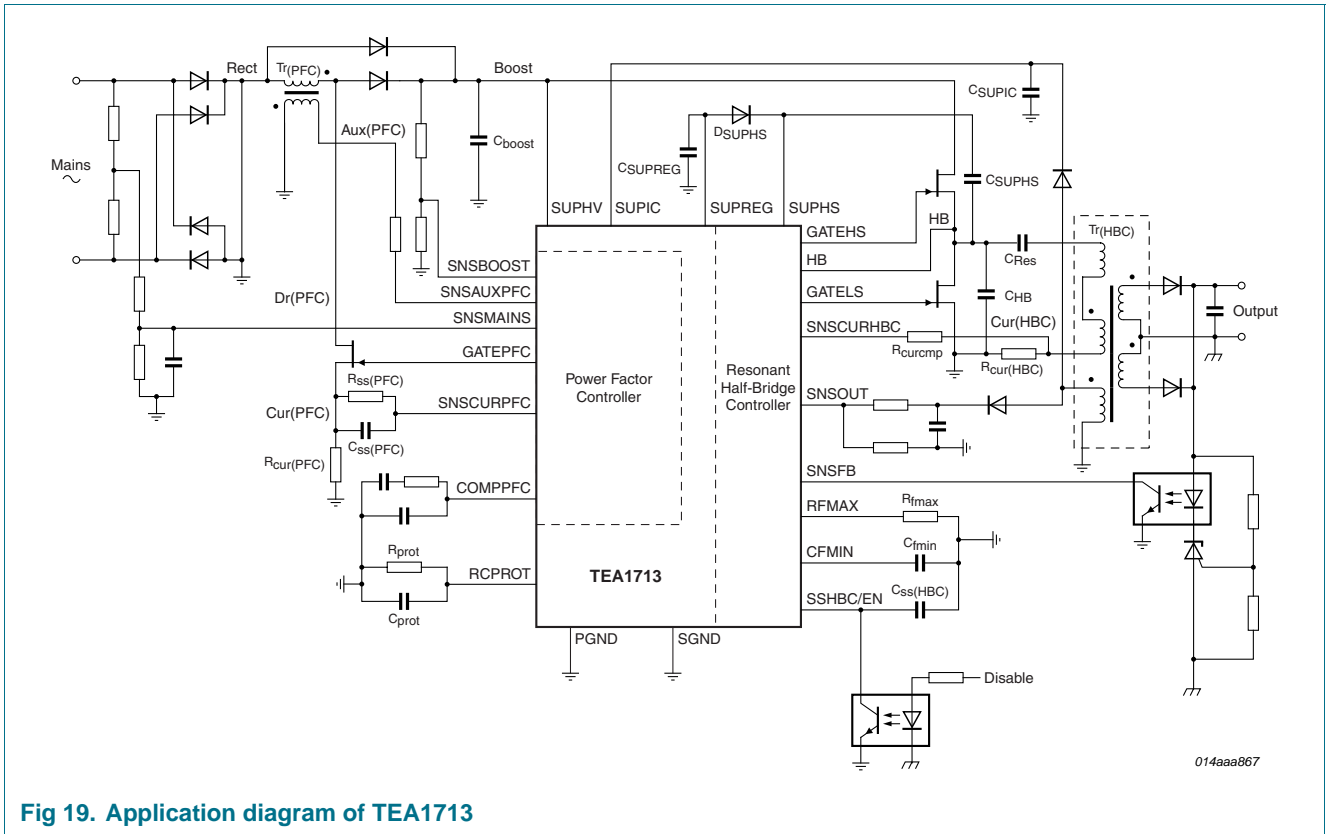 Rect
Tr(PFC)
Boost
CSUPIC
Mains
Aux(PFC)
Cboost
CSUPREG
DSUPHS
CSUPHS
SUPHV
SUPIC
SUPREG
SUPHS
GATEHS
HB
HB
CRes
Tr(HBC)
SNSBOOST
SNSAUXPFC
GATELS
CHB
Output
Dr(PFC)
SNSMAINS
SNSCURHBC
Cur(HBC)
Rcurcmp
Rcur(HBC)
GATEPFC
Power Factor
Controller
Resonant
Half-Bridge
Controller
Rss(PFC)
SNSCURPFC
SNSOUT
Cur(PFC)
Css(PFC)
Rcur(PFC)
SNSFB
COMPPFC
RFMAX
Rfmax
Rprot
RCPROT
TEA1713
CFMIN
Cfmin
Cprot
SSHBC/EN
Css(HBC)
PGND
SGND
Disable
014aaa867
Fig 19. Application diagram of TEA1713